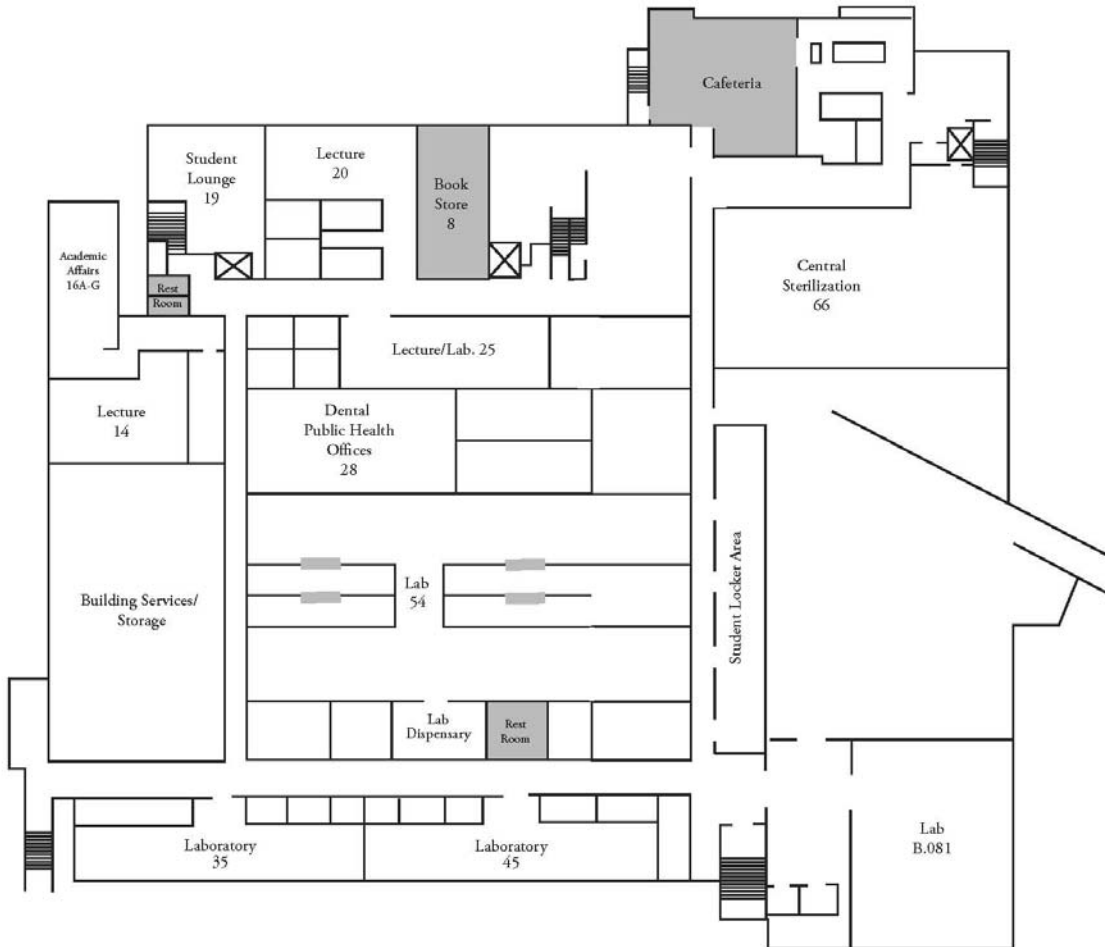 Cafeteria
Student
Lounge
19
Lecture
20
Book
Store
8
Academic
Affairs
16A-G
Rest
Room
Central
Sterilization
66
Lecture/Lab. 25
Lecture
14
Dental
Public Health
Offices
28
Building Services/
Storage
Lab
54
Student Locker Area
Lab
Dispensary
Rest
Room
Laboratory
35
Laboratory
45
Lab
B.081